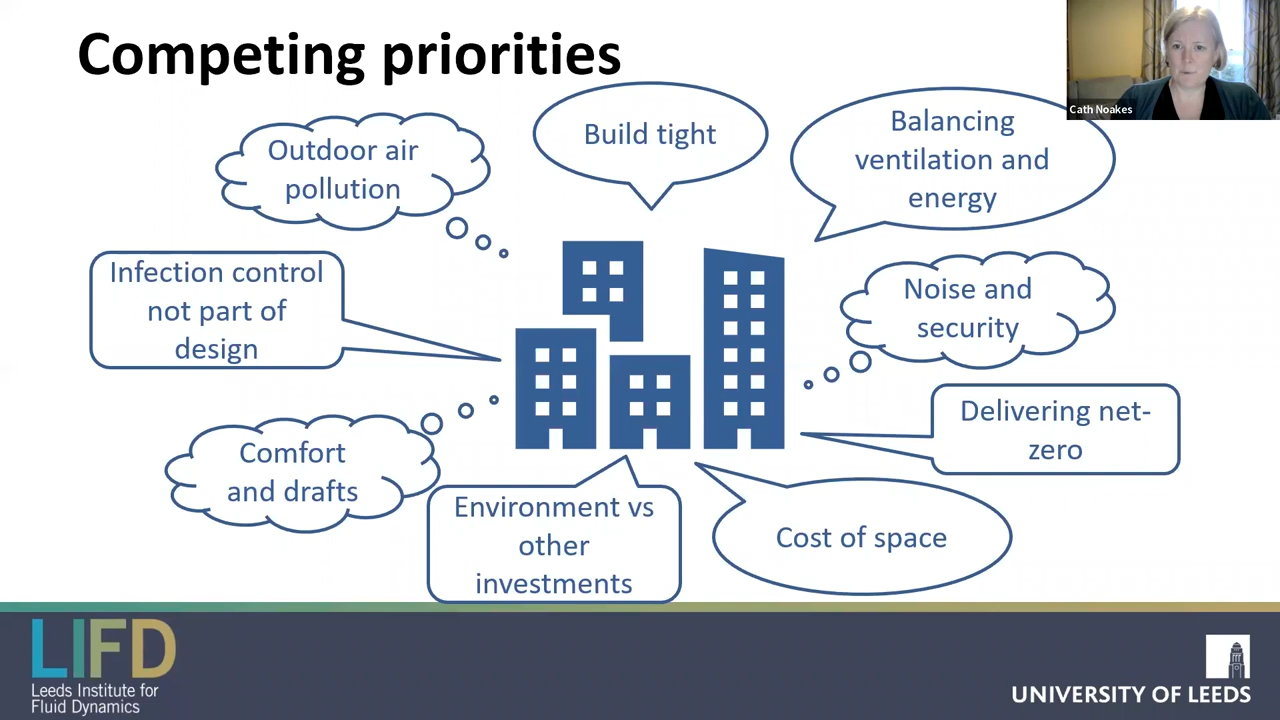 Competing priorities
Cath Noakes
Outdoor air
pollution
Build tight
Balancing
ventilation and
energy
Infection control
not part of
design
Noise and
security
Comfort
and drafts
Delivering net-
zero
Environment vs
other
investments
Cost of space
LIFD
Leeds Institute for
Fluid Dynamics
UNIVERSITY OF LEEDS